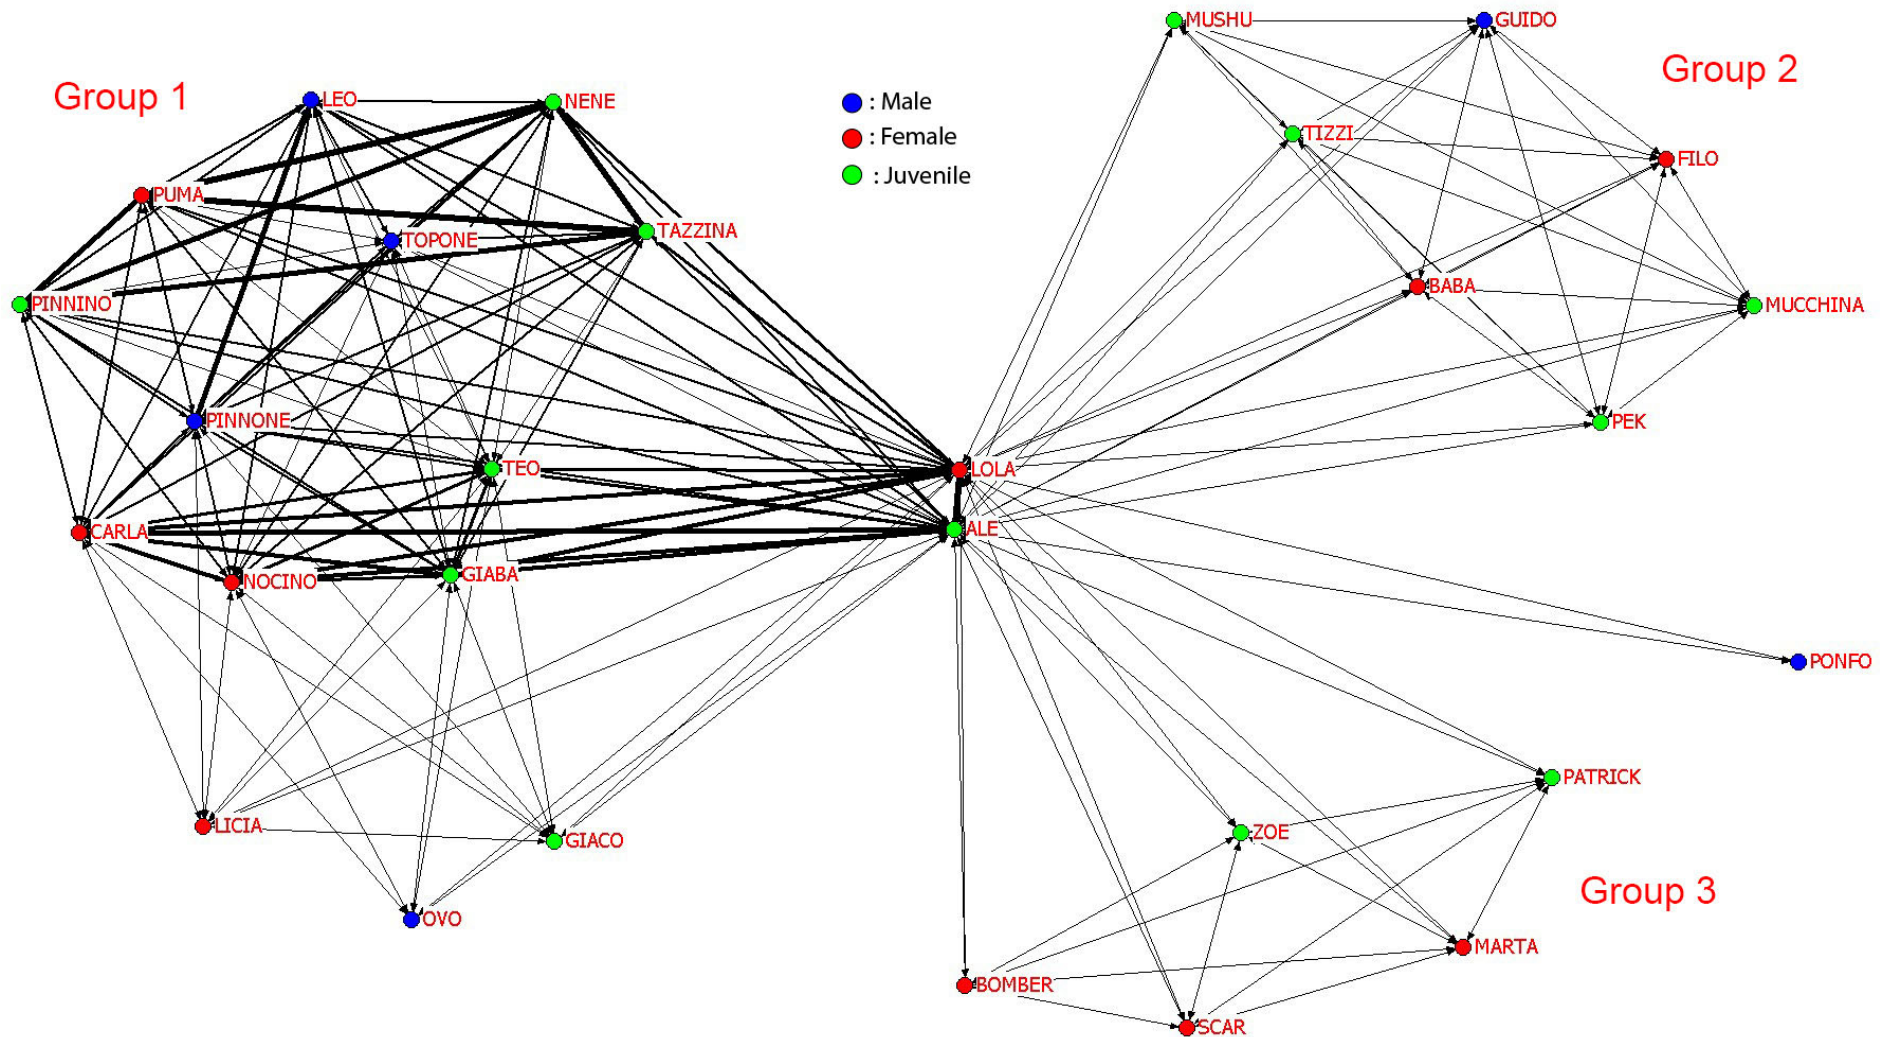 MUSHU
GUIDO
Group 1
Group 2
LEO
NENE
: Male
: Female
: Juvenile
TIZZI
FILO
PUMA
TOPONE
TAZZINA
BABA
PINNINO
MUCCHINA
PINNONE
PEK
TEO
LOLA
CARLA
ALE
NOCINO
GIABA
PONFO
PATRICK
LICIA
GIACO
ZOE
Group 3
OVO
MARTA
BOMBER
SCAR